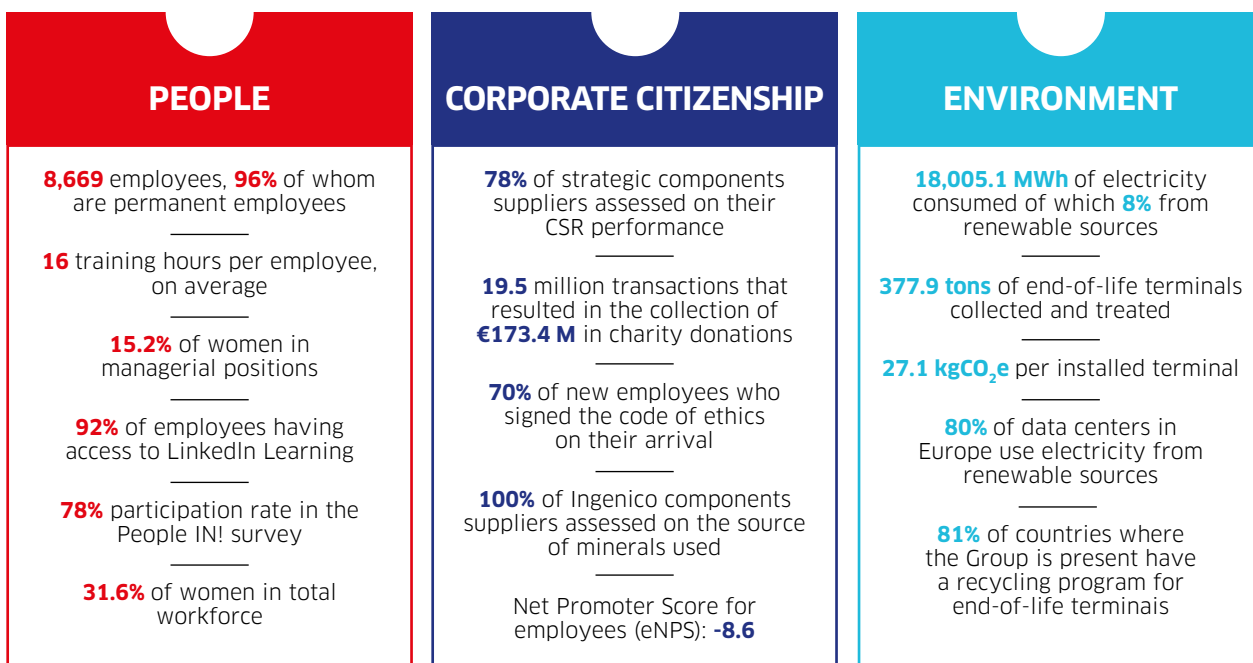 PEOPLE
8,669 employees, 96% of whom
are permanent employees
16 training hours per employee,
on average
15.2% of women in
managerial positions
92% of employees having
access to LinkedIn Learning
78% participation rate in the
People IN! survey
31.6% of women in total
workforce
CORPORATE CITIZENSHIP
78% of strategic components
suppliers assessed on their
CSR performance
19.5 million transactions that
resulted in the collection of
€173.4 M in charity donations
70% of new employees who
signed the code of ethics
on their arrival
100% of Ingenico components
suppliers assessed on the source
of minerals used
Net Promoter Score for
employees (eNPS): -8.6
ENVIRONMENT
18,005.1 MWh of electricity
consumed of which 8% from
renewable sources
377.9 tons of end-of-life terminals
collected and treated
27.1 kgCO₂e per installed terminal
80% of data centers in
Europe use electricity from
renewable sources
81% of countries where
the Group is present have
a recycling program for
end-of-life terminais